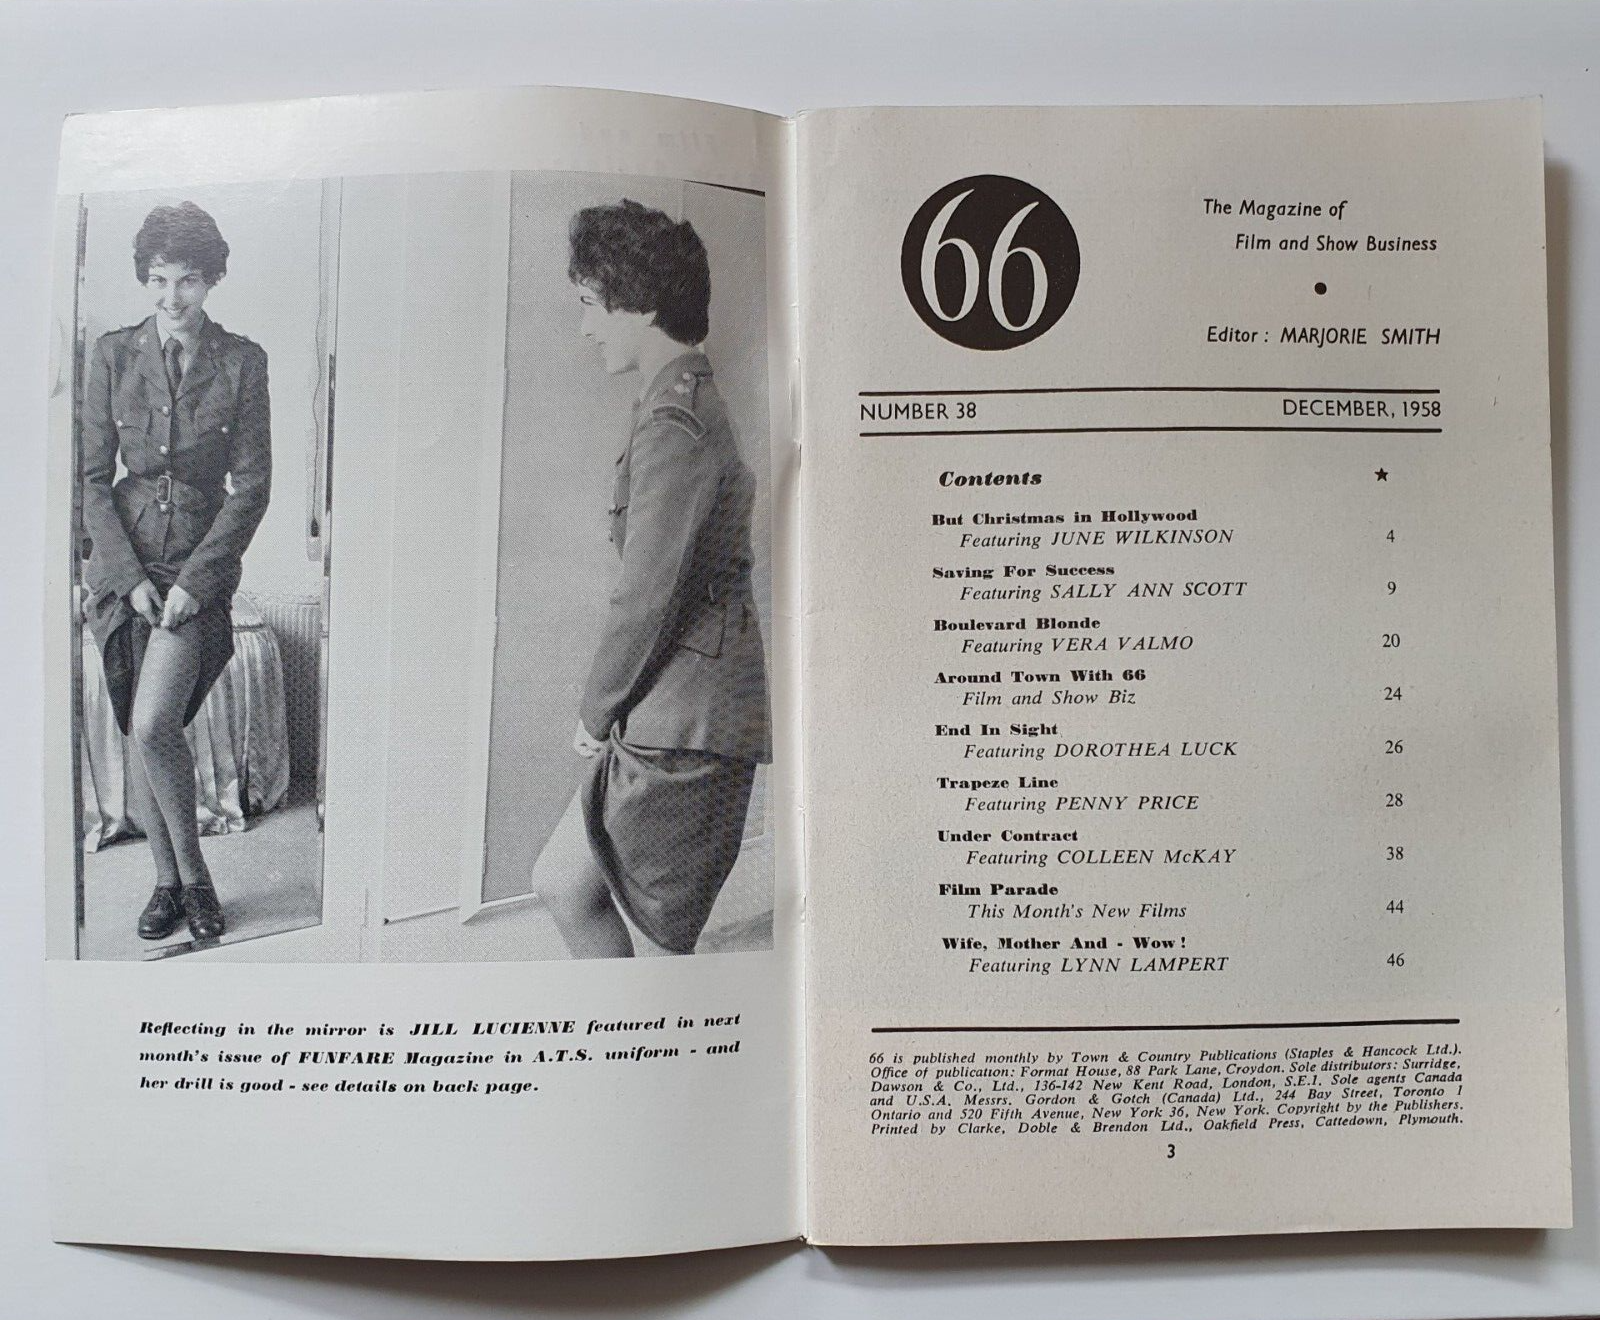 Reflecting in the mirror is JILL LUCIENNE featured in next
month's issue of FUNFARE Magazine in A.T.S. uniform - and
her drill is good - see details on back page.
66
The Magazine of
Film and Show Business
Editor : MARJORIE SMITH
NUMBER 38 DECEMBER, 1958
Contents ★
But Christmas in Hollywood
Featuring JUNE WILKINSON 4
Saving For Success
Featuring SALLY ANN SCOTT 9
Boulevard Blonde
Featuring VERA VALMO 20
Around Town With 66
Film and Show Biz 24
End In Sight
Featuring DOROTHEA LUCK 26
Trapeze Line
Featuring PENNY PRICE 28
Under Contract
Featuring COLLEEN McKAY 38
Film Parade
This Month's New Films 44
Wife, Mother And - Wow !
Featuring LYNN LAMPERT 46
66 is published monthly by Town & Country Publications (Staples & Hancock Ltd.).
Office of publication: Format House, 88 Park Lane, Croydon. Sole distributors: Surridge,
Dawson & Co., Ltd., 136-142 New Kent Road, London, S.E.1. Sole agents Canada
and U.S.A. Messrs. Gordon & Gotch (Canada) Ltd., 244 Bay Street, Toronto 1
Ontario and 520 Fifth Avenue, New York 36, New York. Copyright by the Publishers.
Printed by Clarke, Doble & Brendon Ltd., Oakfield Press, Cattedown, Plymouth.
3